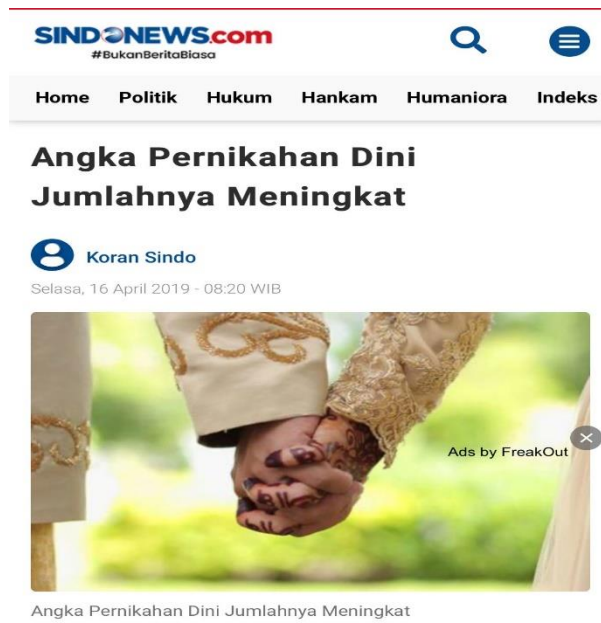 SINDONEWS.com
#BukanBeritaBiasa
Home Politik Hukum Hankam Humaniora Indeks
Angka Pernikahan Dini
Jumlahnya Meningkat
Koran Sindo
Selasa, 16 April 2019 - 08:20 WIB
Ads by FreakOut
Angka Pernikahan Dini Jumlahnya Meningkat